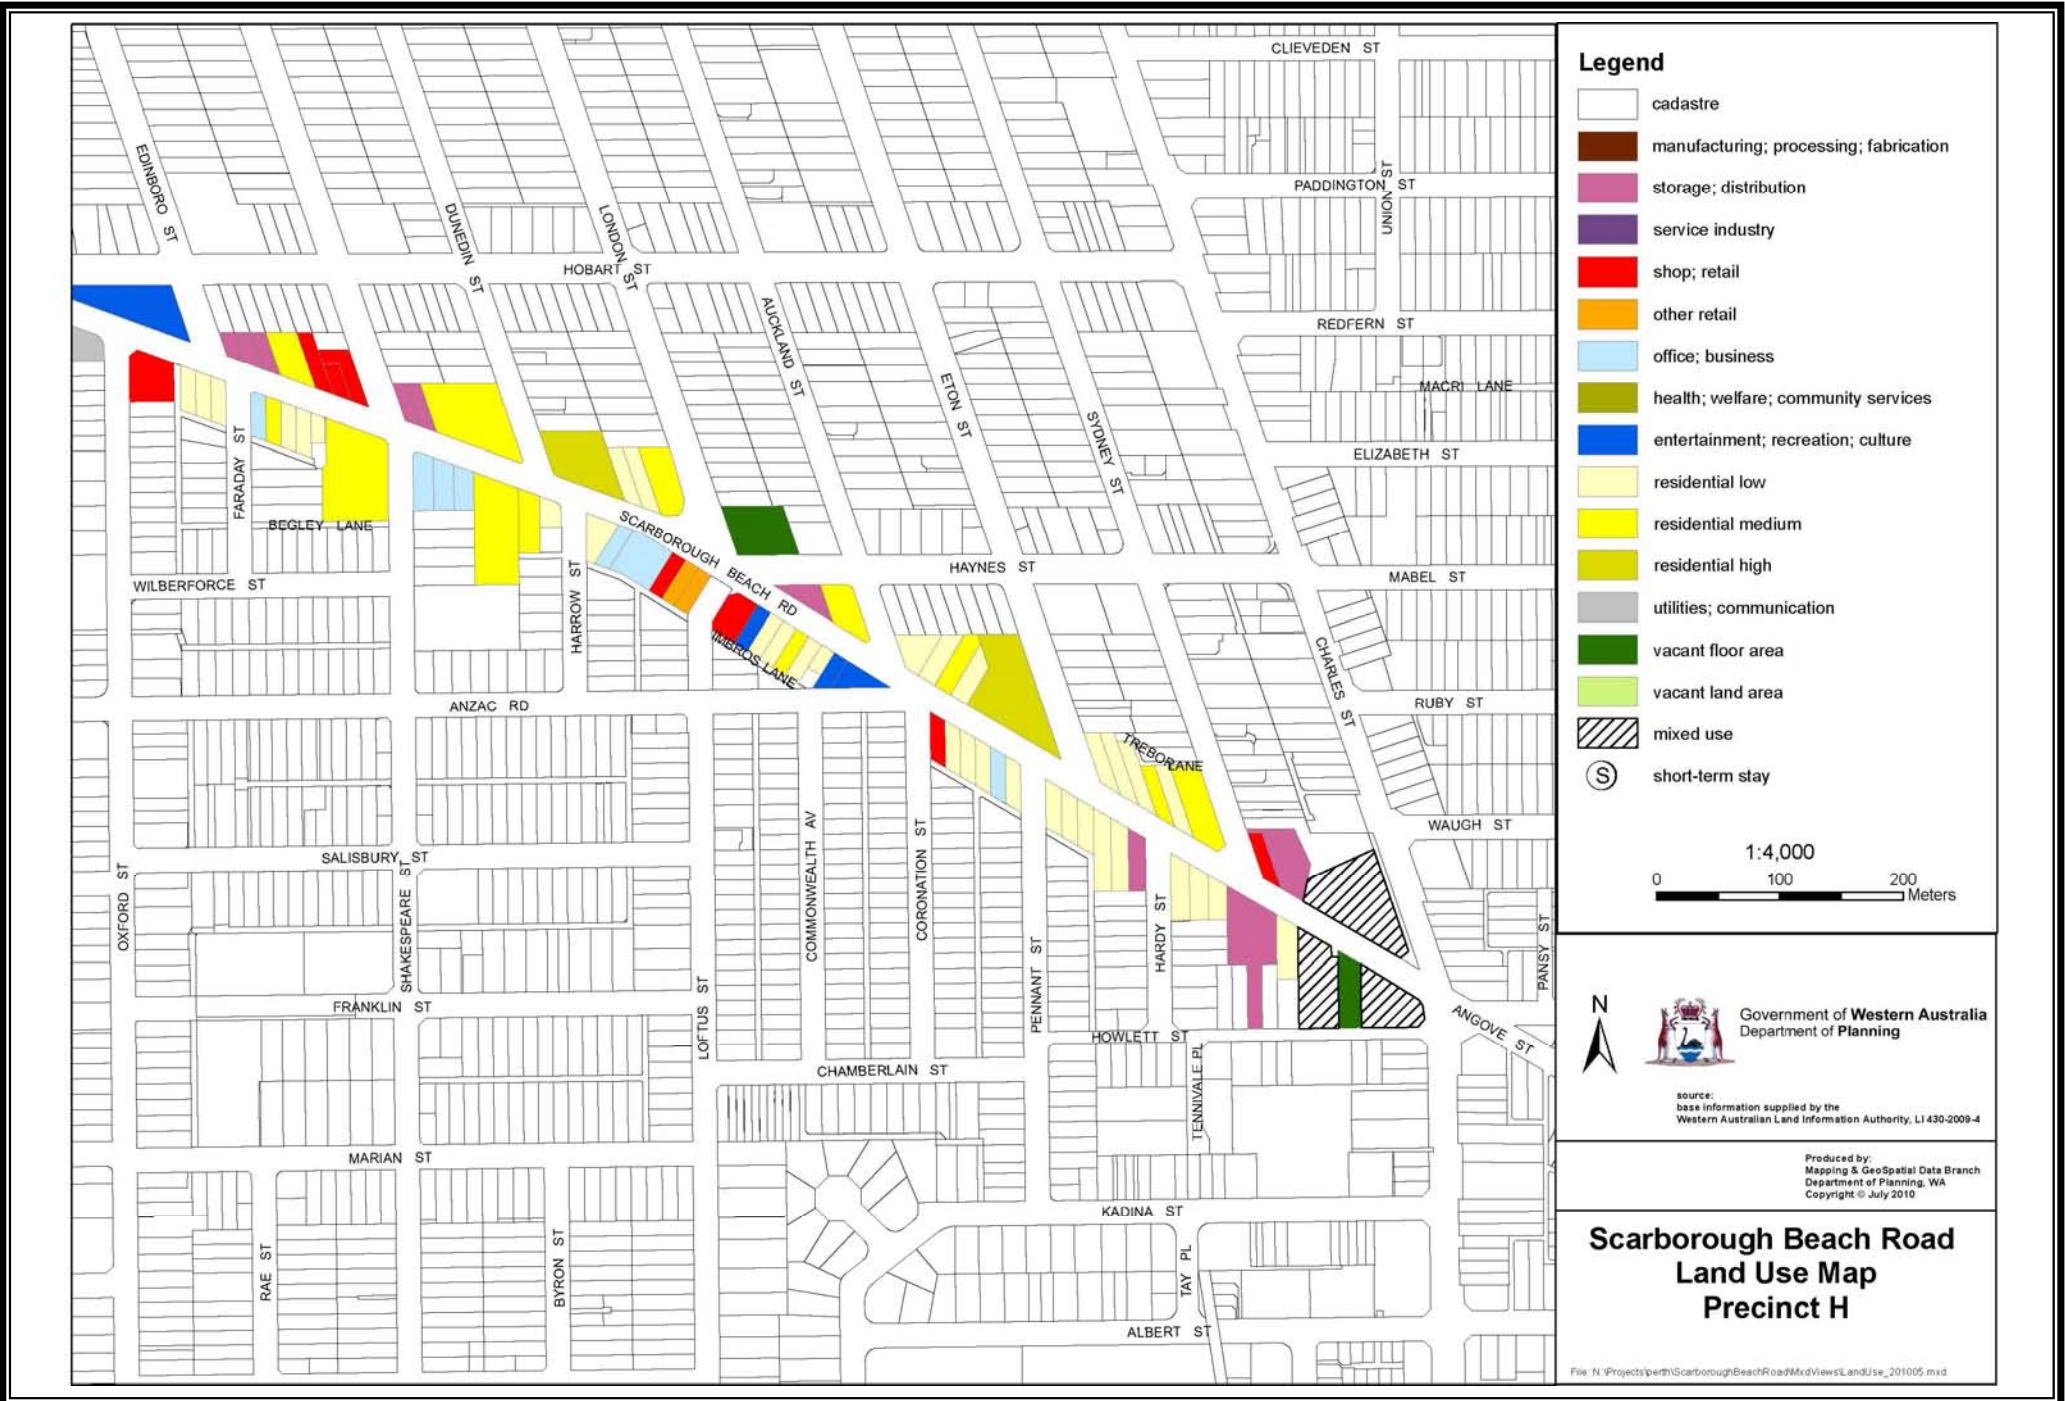 CLIEVEDEN ST
PADDINGTON ST
UNION ST
EDINBORO ST
DUNEDIN ST
LONDON ST
HOBART ST
AUCKLAND ST
ETON ST
SYDNEY ST
REDFERN ST
MACRI LANE
ELIZABETH ST
FARADAY ST
BEGLEY LANE
SCARBOROUGH BEACH RD
HAYNES ST
MABEL ST
WILBERFORCE ST
HARROW ST
IMBROS LANE
CHARLES ST
ANZAC RD
RUBY ST
TREBORANE
WAUGH ST
SALISBURY ST
OXFORD ST
SHAKESPEARE ST
COMMONWEALTH AV
CORONATION ST
PENNANT ST
HARDY ST
PANSY ST
LOFTUS ST
FRANKLIN ST
HOWLETT ST
ANGOVE ST
CHAMBERLAIN ST
TENNIVALE PL
MARIAN ST
KADINA ST
RAE ST
BYRON ST
TAY PL
ALBERT ST
Legend
cadastre
manufacturing; processing; fabrication
storage; distribution
service industry
shop; retail
other retail
office; business
health; welfare; community services
entertainment; recreation; culture
residential low
residential medium
residential high
utilities; communication
vacant floor area
vacant land area
mixed use
S short-term stay
1:4,000
0 100 200
Meters
N
Government of Western Australia
Department of Planning
source:
base information supplied by the
Western Australian Land Information Authority, LI 430-2009-4
Produced by:
Mapping & GeoSpatial Data Branch
Department of Planning, WA
Copyright © July 2010
Scarborough Beach Road
Land Use Map
Precinct H
File: N:\Projects\perth\ScarboroughBeachRoad\MxdViews\LandUse_201005.mxd